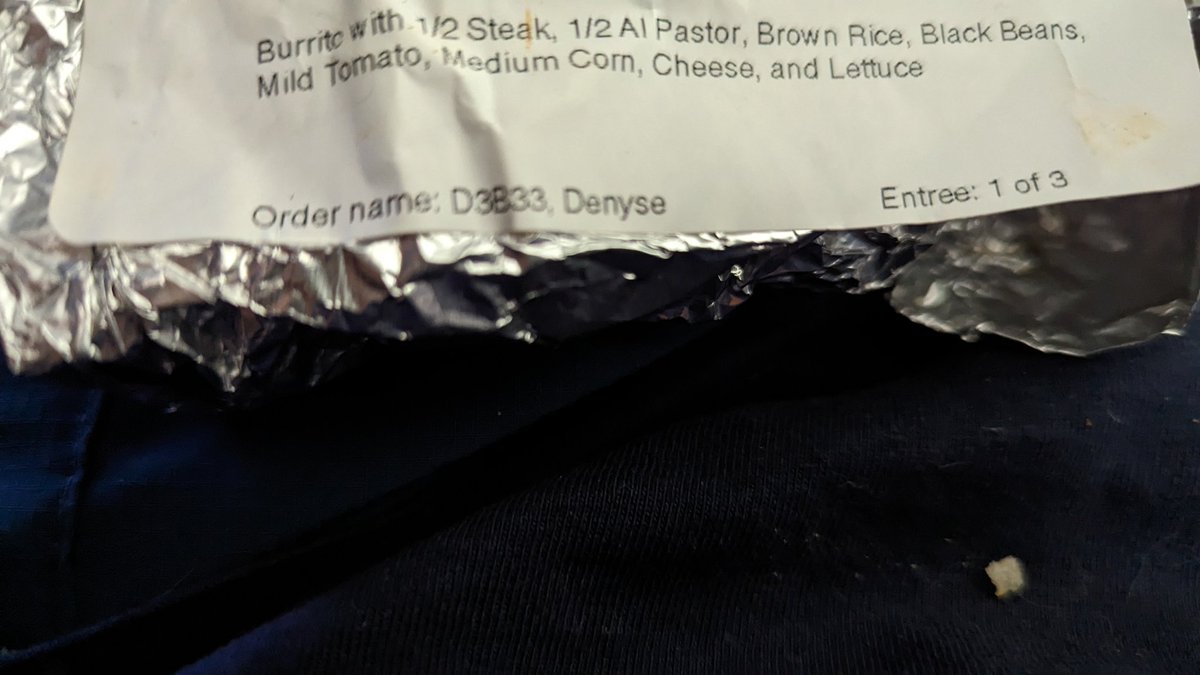 Burrito with 1/2 Steak, 1/2 Al Pastor, Brown Rice, Black Beans,
Mild Tomato, Medium Corn, Cheese, and Lettuce
Order name: D3B33, Denyse
Entree: 1 of 3